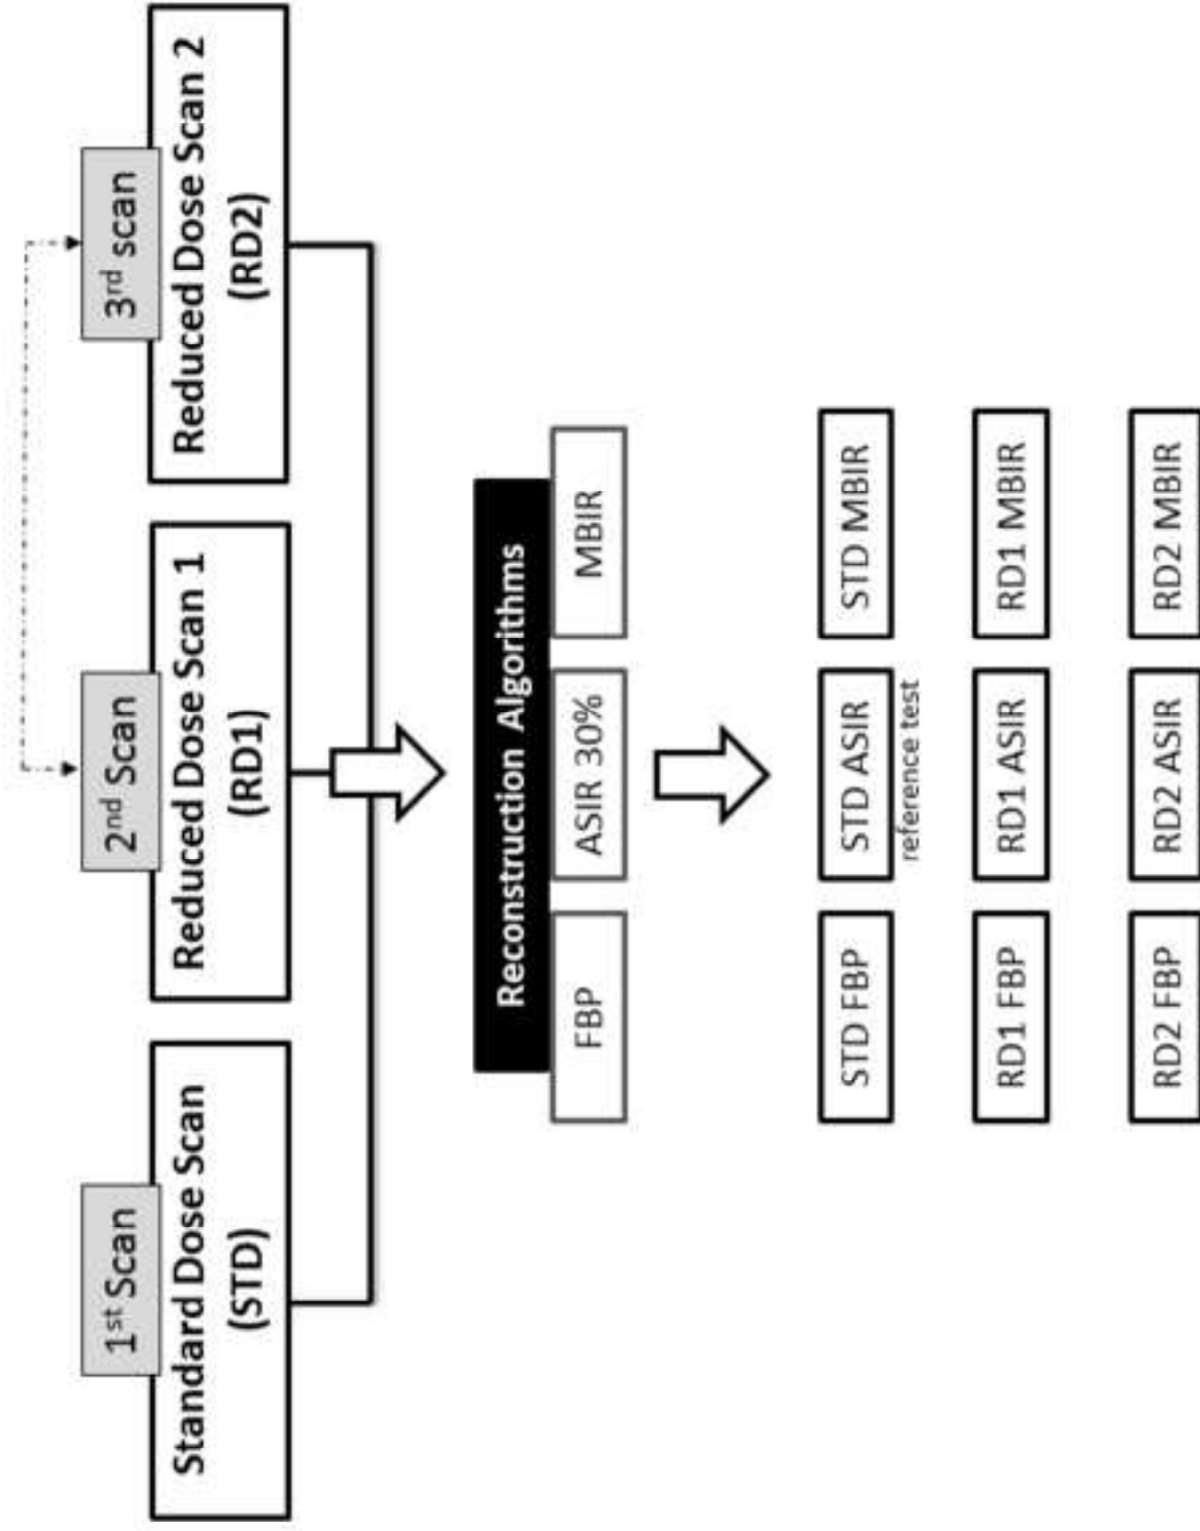 1st Scan
Standard Dose Scan
(STD)
2nd Scan
Reduced Dose Scan 1
(RD1)
3rd scan
Reduced Dose Scan 2
(RD2)
Reconstruction Algorithms
FBP
ASIR 30%
MBIR
STD FBP
STD ASIR
reference test
STD MBIR
RD1 FBP
RD1 ASIR
RD1 MBIR
RD2 FBP
RD2 ASIR
RD2 MBIR